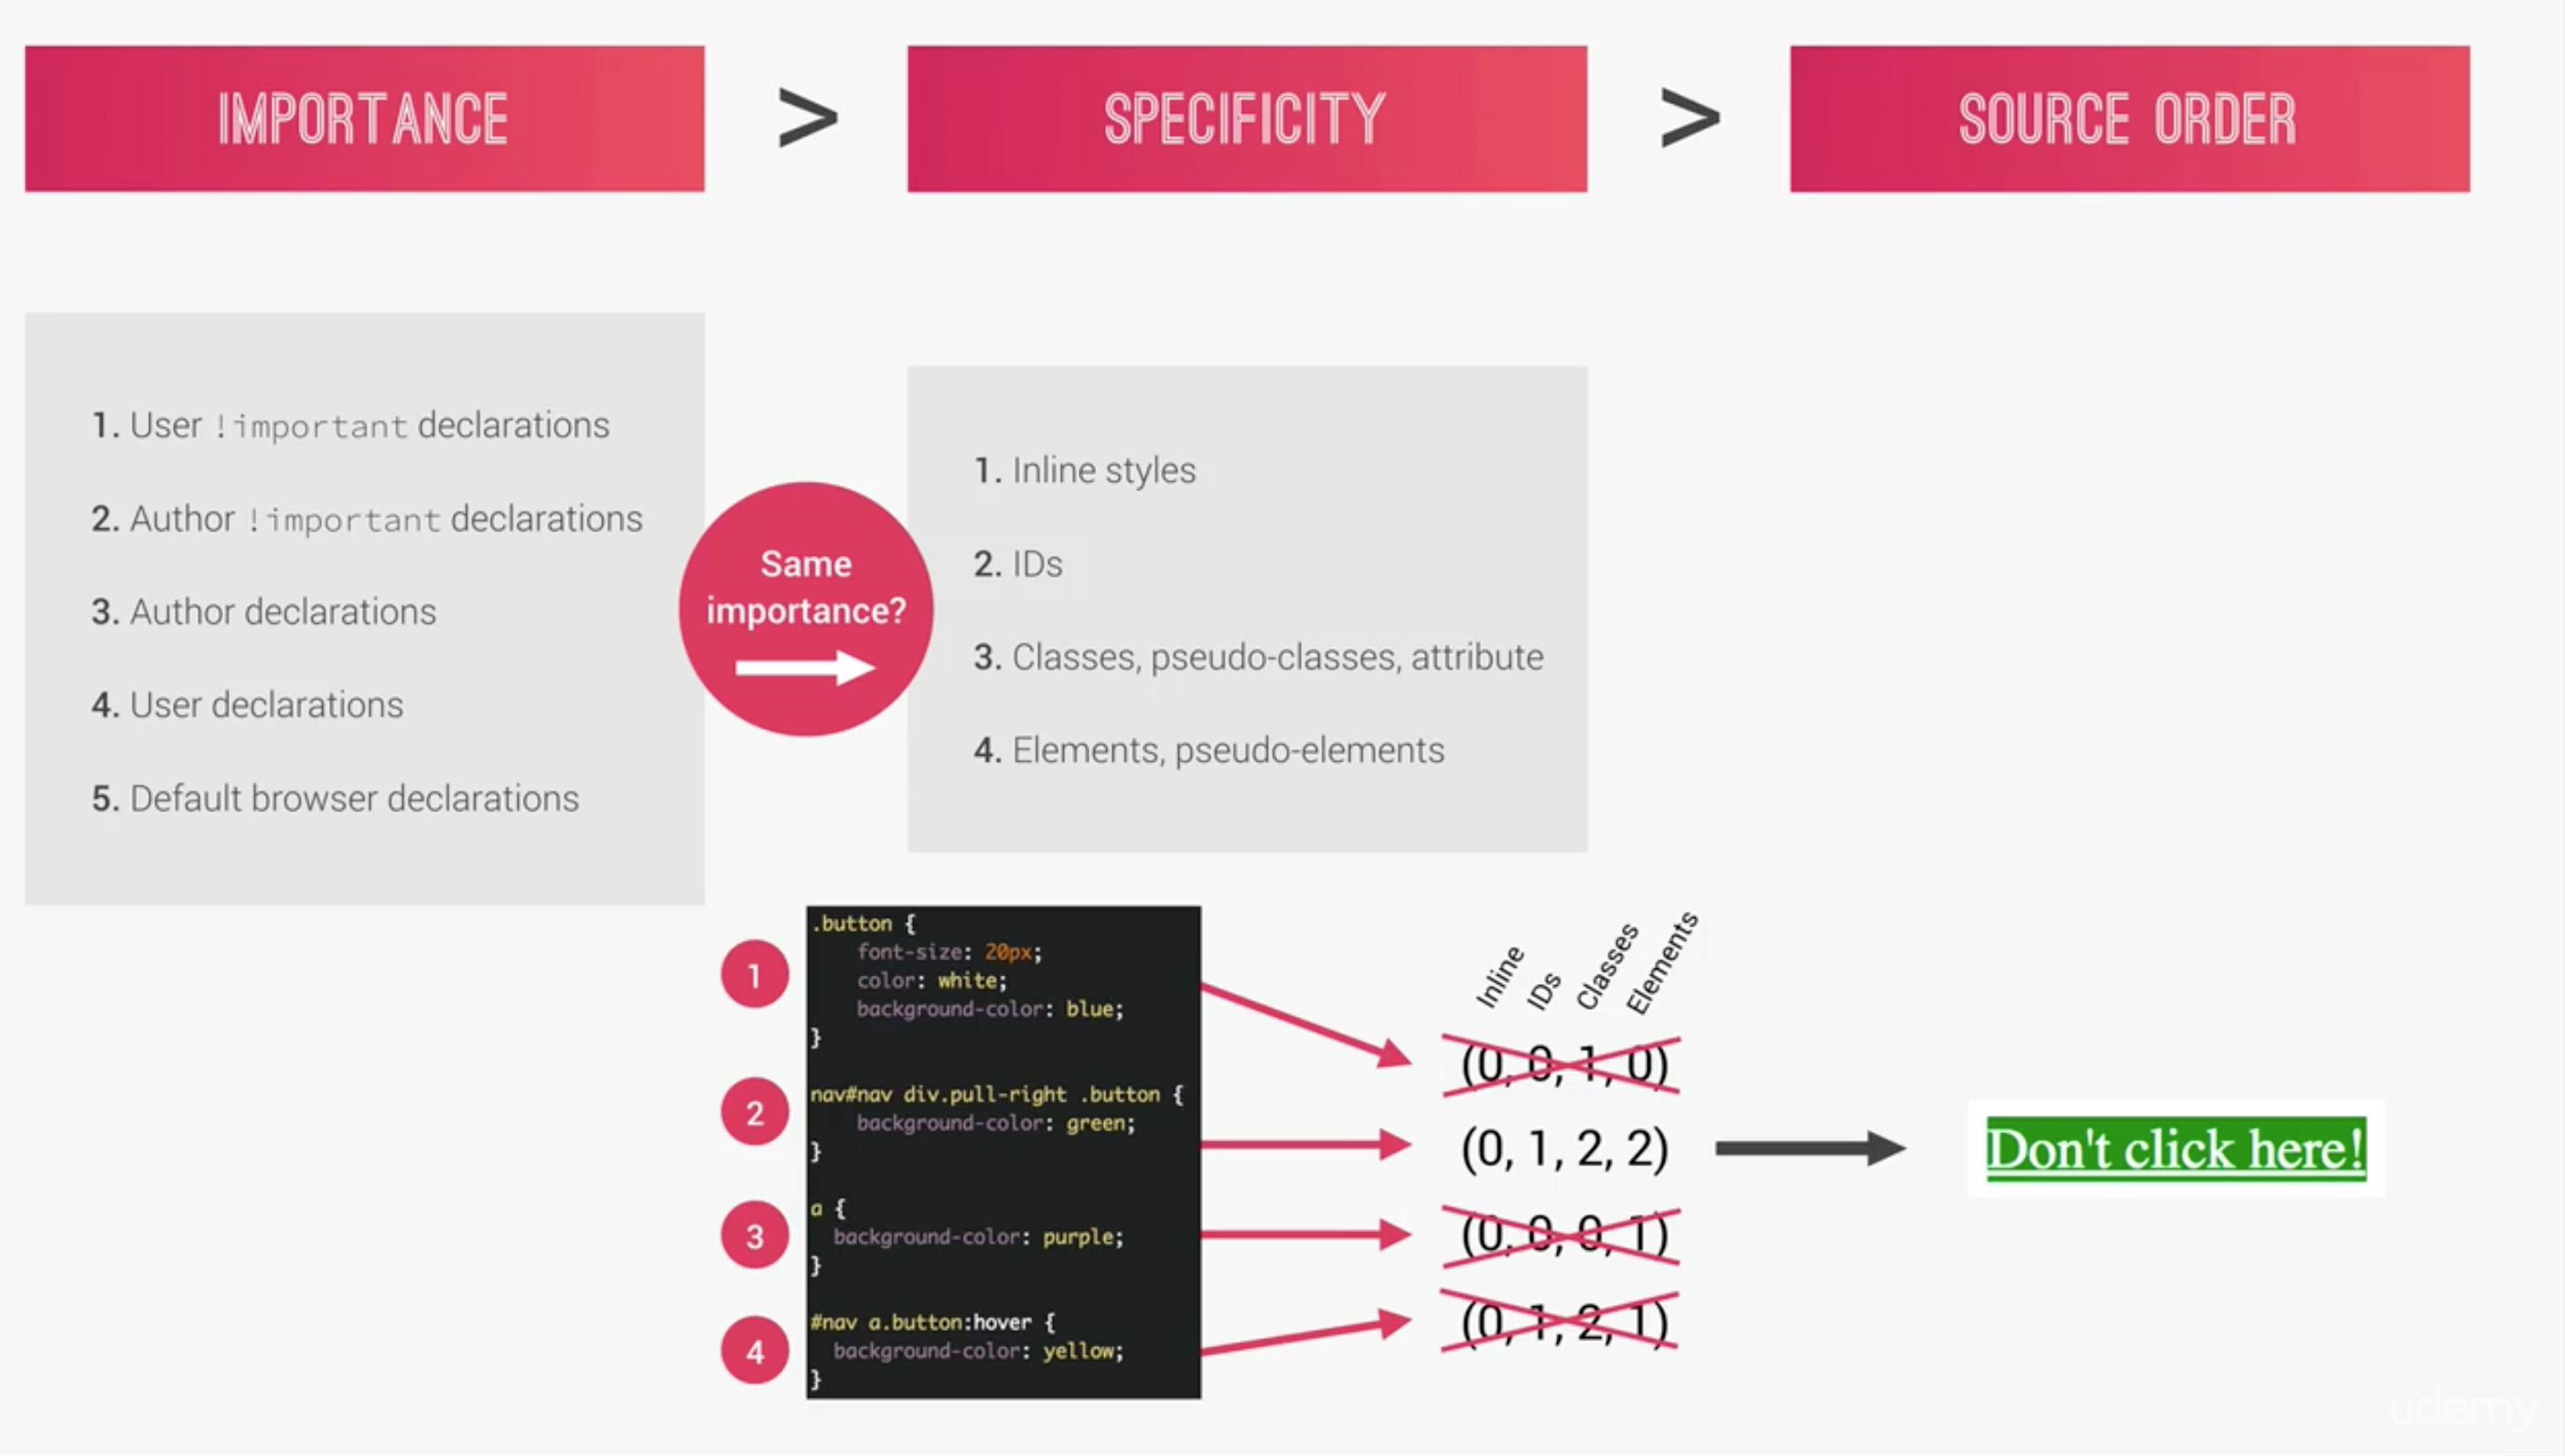 IMPORTANCE > SPECIFICITY > SOURCE ORDER
1. User !important declarations
2. Author !important declarations
3. Author declarations
4. User declarations
5. Default browser declarations
Same
importance?
1. Inline styles
2. IDs
3. Classes, pseudo-classes, attribute
4. Elements, pseudo-elements
1
.button {
font-size: 20px;
color: white;
background-color: blue;
}
2
nav#nav div.pull-right .button {
background-color: green;
}
3
a {
background-color: purple;
}
4
#nav a.button:hover {
background-color: yellow;
}
Inline IDs Classes Elements
(0, 0, 1, 0)
(0, 1, 2, 2)
(0, 0, 0, 1)
(0, 1, 2, 1)
Don't click here!
udemy